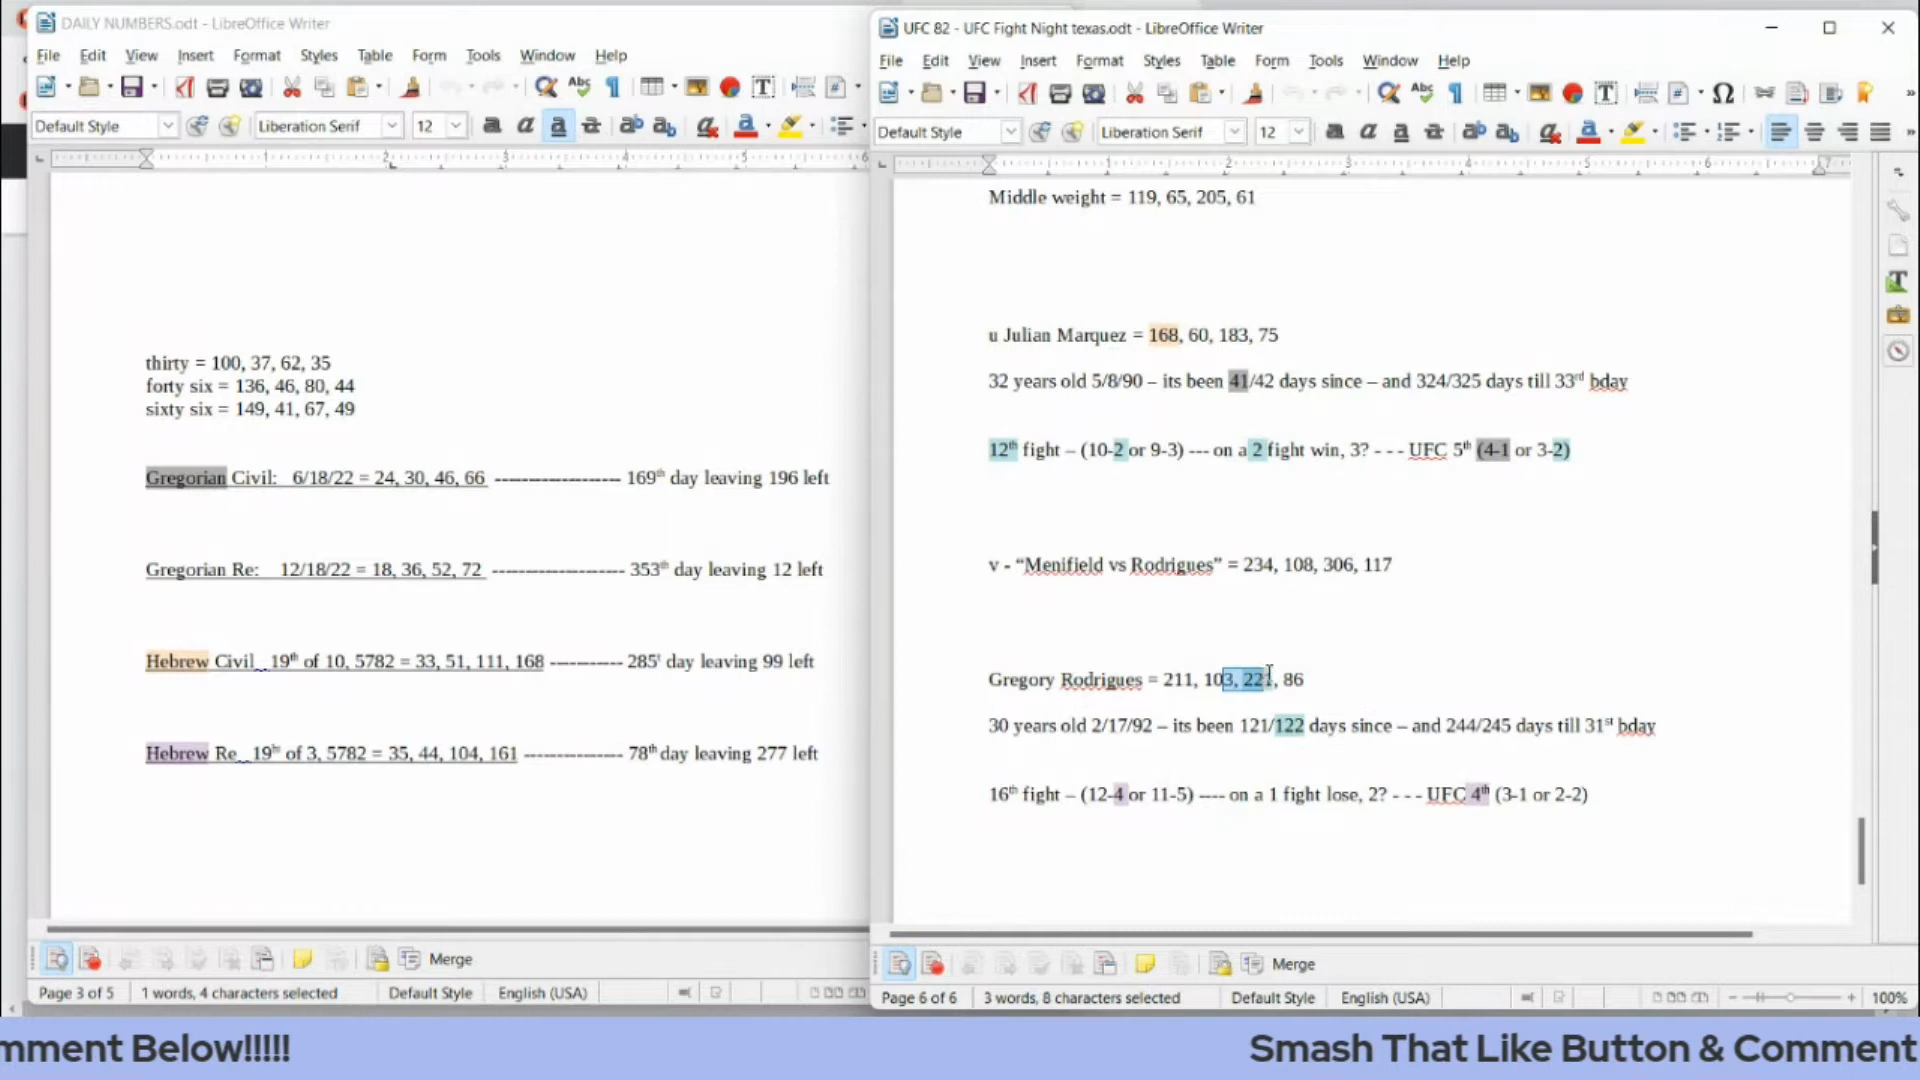 DAILY NUMBERS.odt - LibreOffice Writer
File Edit View Insert Format Styles Table Form Tools Window Help
Default Style Liberation Serif 12
thirty = 100, 37, 62, 35
forty six = 136, 46, 80, 44
sixty six = 149, 41, 67, 49
Gregorian Civil: 6/18/22 = 24, 30, 46, 66 -------------------- 169th day leaving 196 left
Gregorian Re: 12/18/22 = 18, 36, 52, 72 --------------------- 353th day leaving 12 left
Hebrew Civil 19th of 10, 5782 = 33, 51, 111, 168 ----------- 285t day leaving 99 left
Hebrew Re 19th of 3, 5782 = 35, 44, 104, 161 --------------- 78th day leaving 277 left
Merge
Page 3 of 5 1 words, 4 characters selected Default Style English (USA)
UFC 82 - UFC Fight Night texas.odt - LibreOffice Writer
File Edit View Insert Format Styles Table Form Tools Window Help
Default Style Liberation Serif 12
Middle weight = 119, 65, 205, 61
u Julian Marquez = 168, 60, 183, 75
32 years old 5/8/90 – its been 41/42 days since – and 324/325 days till 33rd bday
12th fight – (10-2 or 9-3) --- on a 2 fight win, 3? - - - UFC 5th (4-1 or 3-2)
v - “Menifield vs Rodrigues” = 234, 108, 306, 117
Gregory Rodrigues = 211, 103, 221, 86
30 years old 2/17/92 – its been 121/122 days since – and 244/245 days till 31st bday
16th fight – (12-4 or 11-5) ---- on a 1 fight lose, 2? - - - UFC 4th (3-1 or 2-2)
Merge
Page 6 of 6 3 words, 8 characters selected Default Style English (USA) 100%
mment Below!!!!! Smash That Like Button & Comment